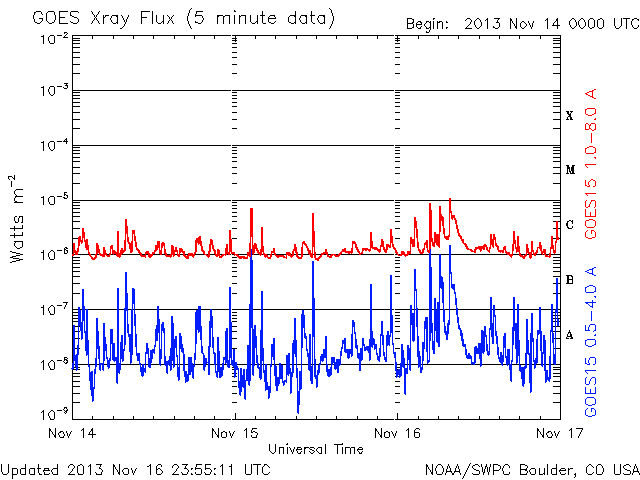 GOES Xray Flux (5 minute data)
Begin: 2013 Nov 14 0000 UTC
10-2
10-3
10-4
10-5
10-6
10-7
10-8
10-9
Watts m-2
X
M
C
B
A
GOES15 1.0-8.0 A
GOES15 0.5-4.0 A
Nov 14
Nov 15
Nov 16
Nov 17
Universal Time
Updated 2013 Nov 16 23:55:11 UTC
NOAA/SWPC Boulder, CO USA